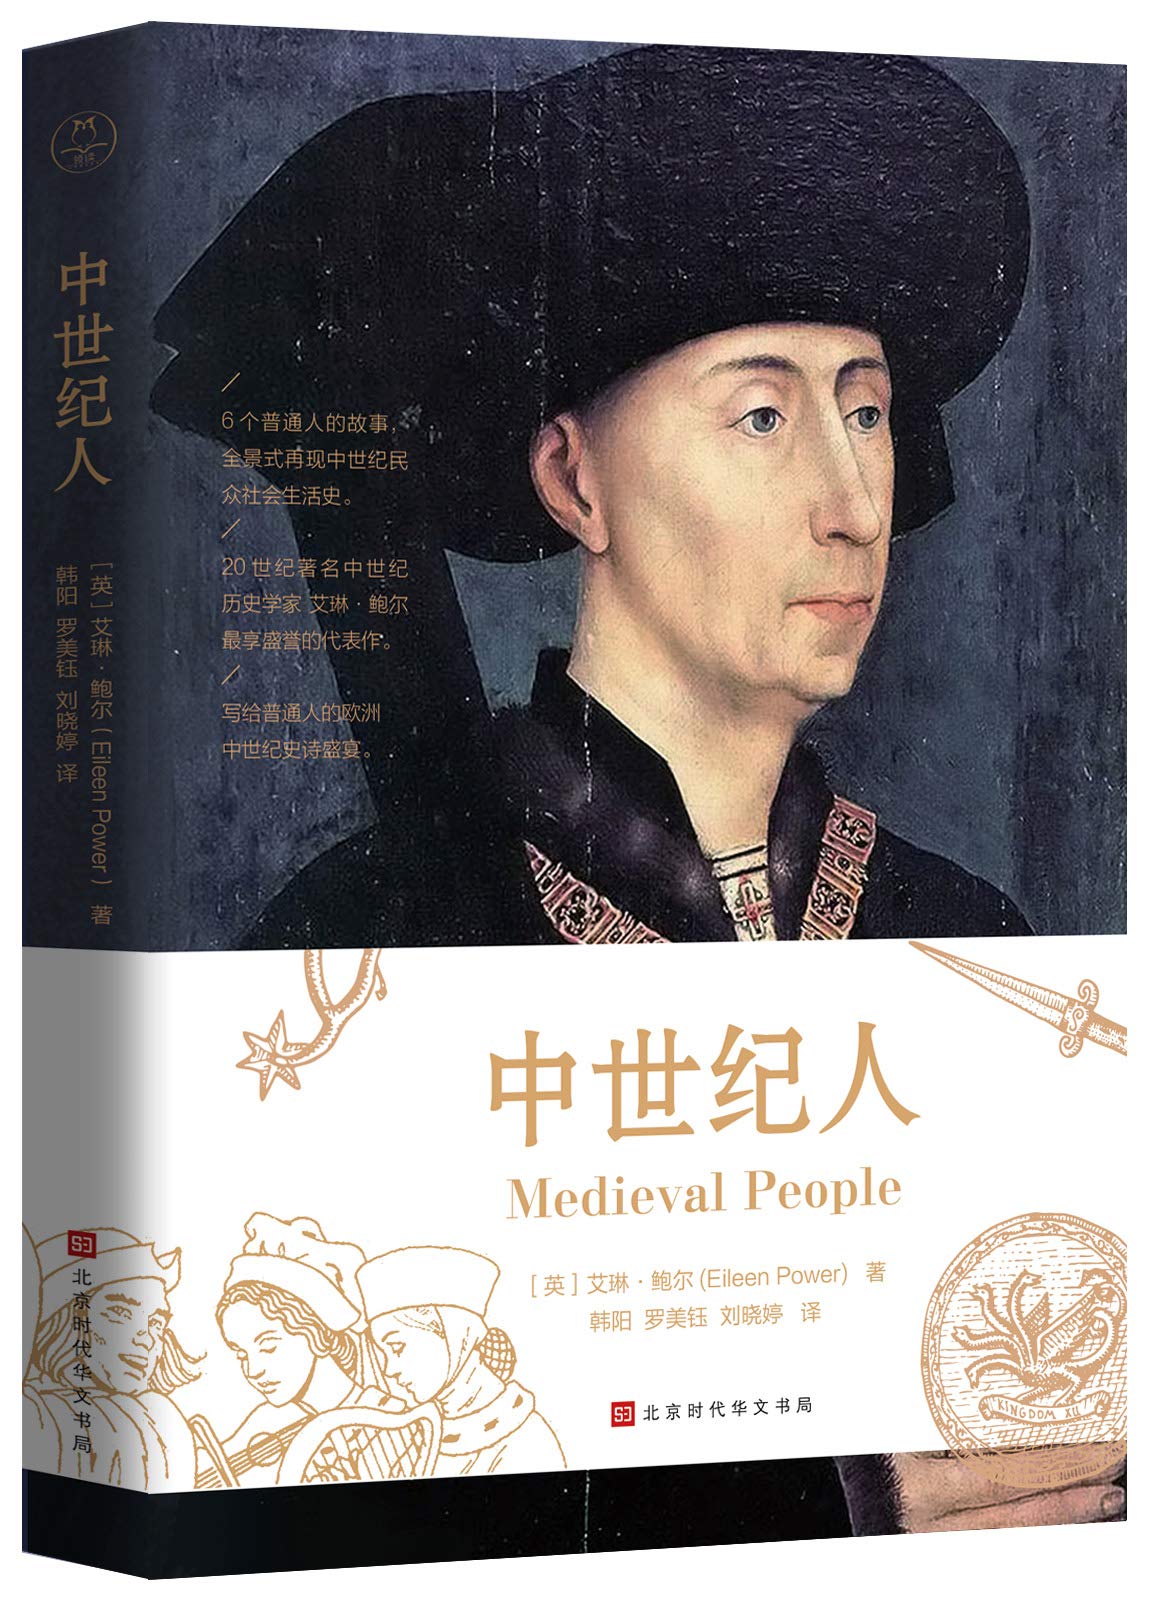 领读
中世纪人
[英]艾琳·鲍尔(Eileen Power)著
韩阳 罗美钰 刘晓婷 译
北京时代华文书局
6个普通人的故事,
全景式再现中世纪民
众社会生活史。
20世纪著名中世纪
历史学家 艾琳·鲍尔
最享盛誉的代表作。
写给普通人的欧洲
中世纪史诗盛宴。
中世纪人
Medieval People
[英]艾琳·鲍尔(Eileen Power) 著
韩阳 罗美钰 刘晓婷 译
北京时代华文书局
KINGDOM XII